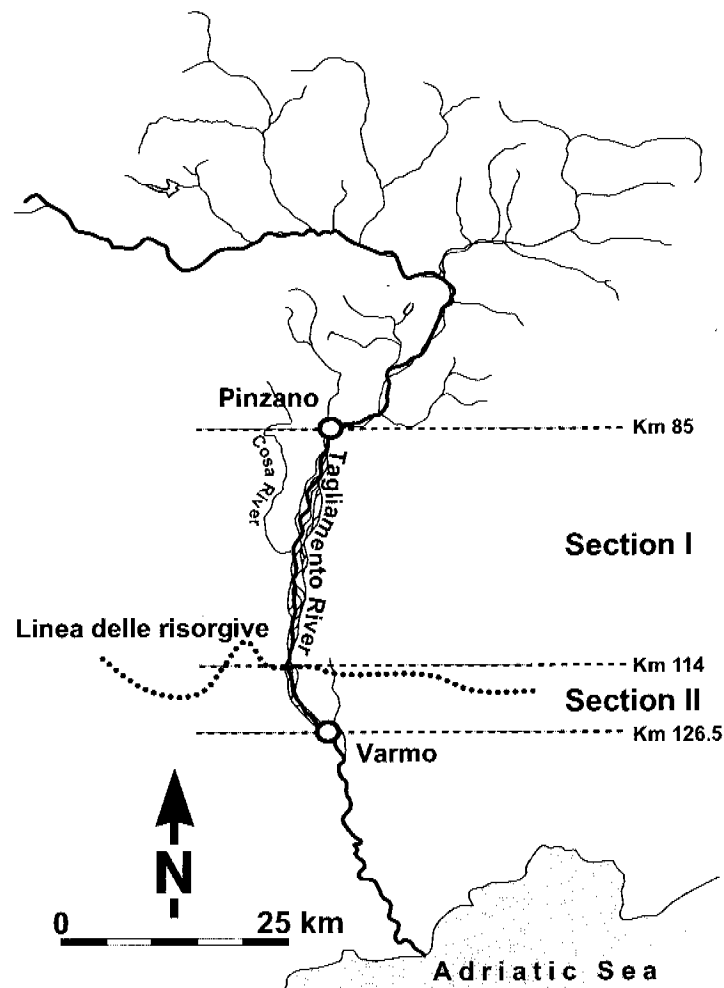 Pinzano
Km 85
Cosa River
Tagliamento River
Section I
Linea delle risorgive
Km 114
Section II
Km 126.5
Varmo
N
0 25 km
Adriatic Sea